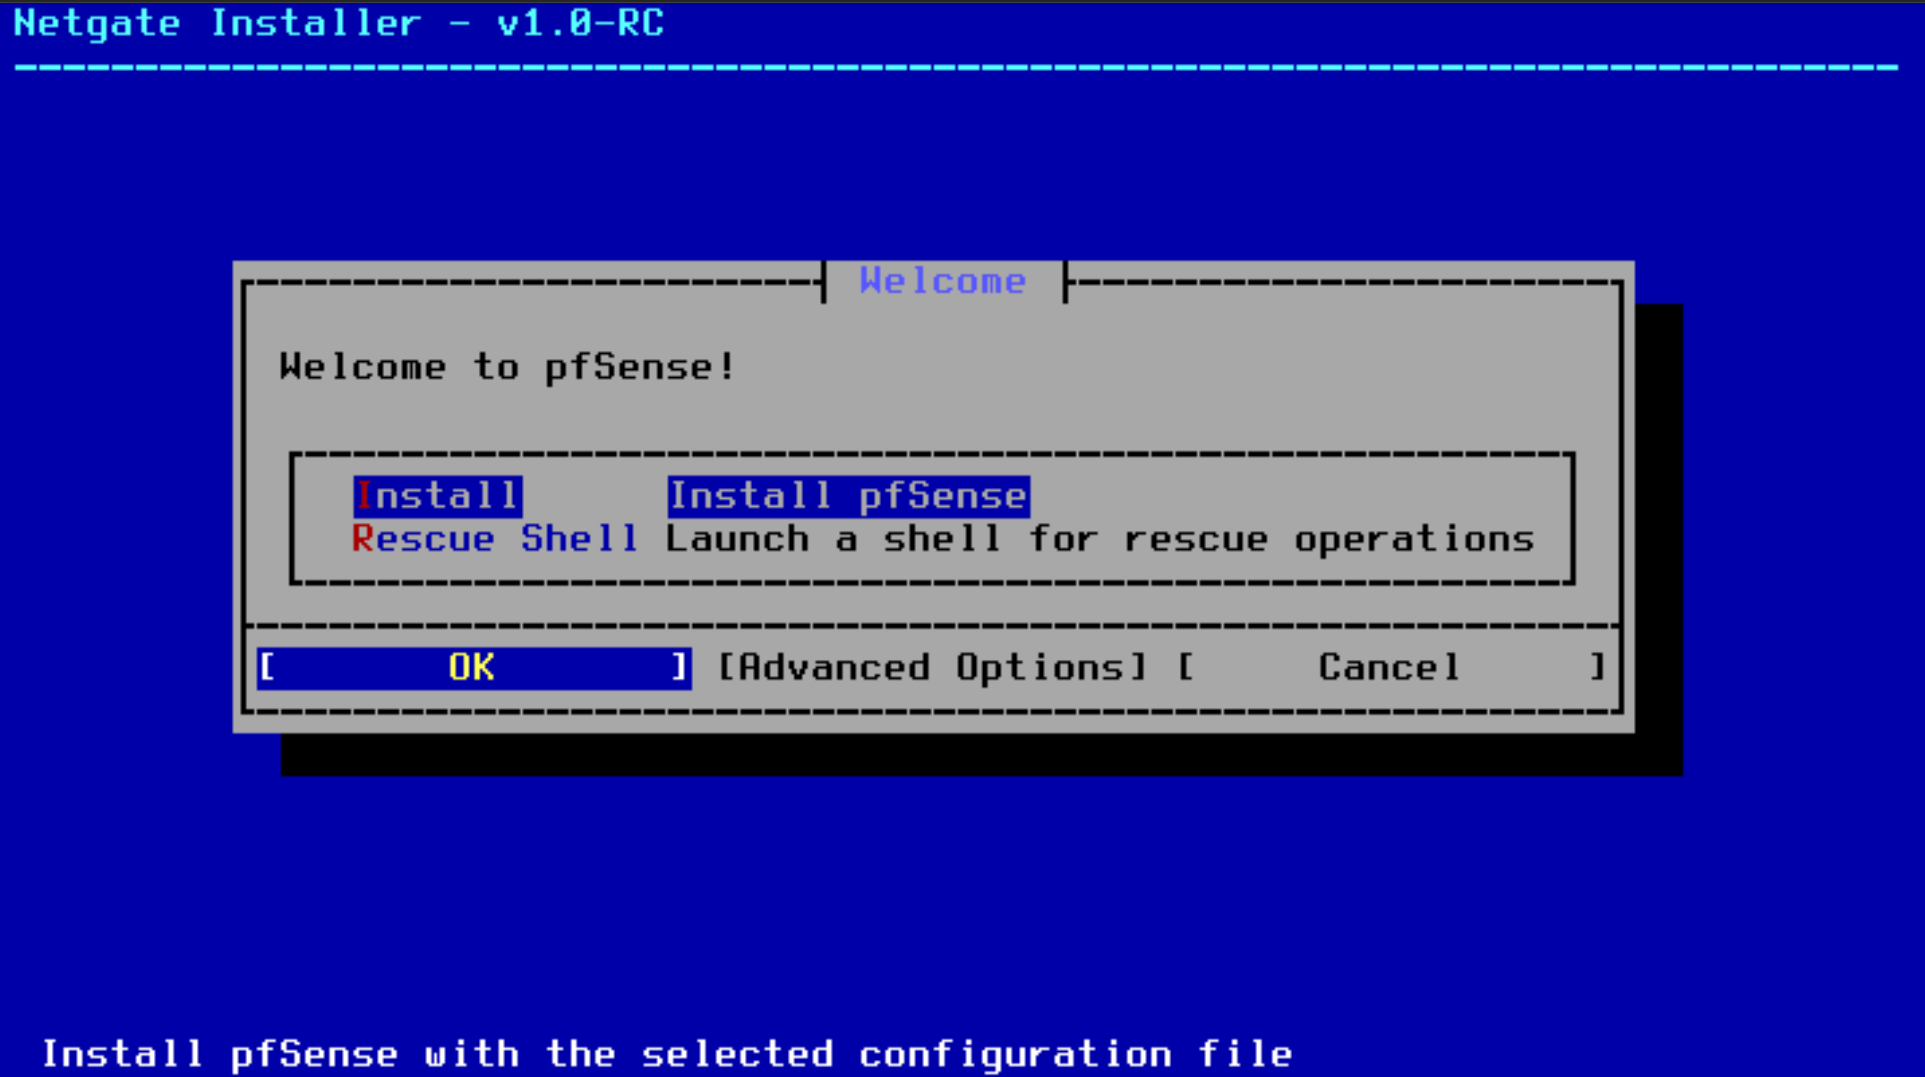 Netgate Installer - v1.0-RC
Welcome
Welcome to pfSense!
Install Install pfSense
Rescue Shell Launch a shell for rescue operations
[ OK ] [Advanced Options] [ Cancel ]
Install pfSense with the selected configuration file